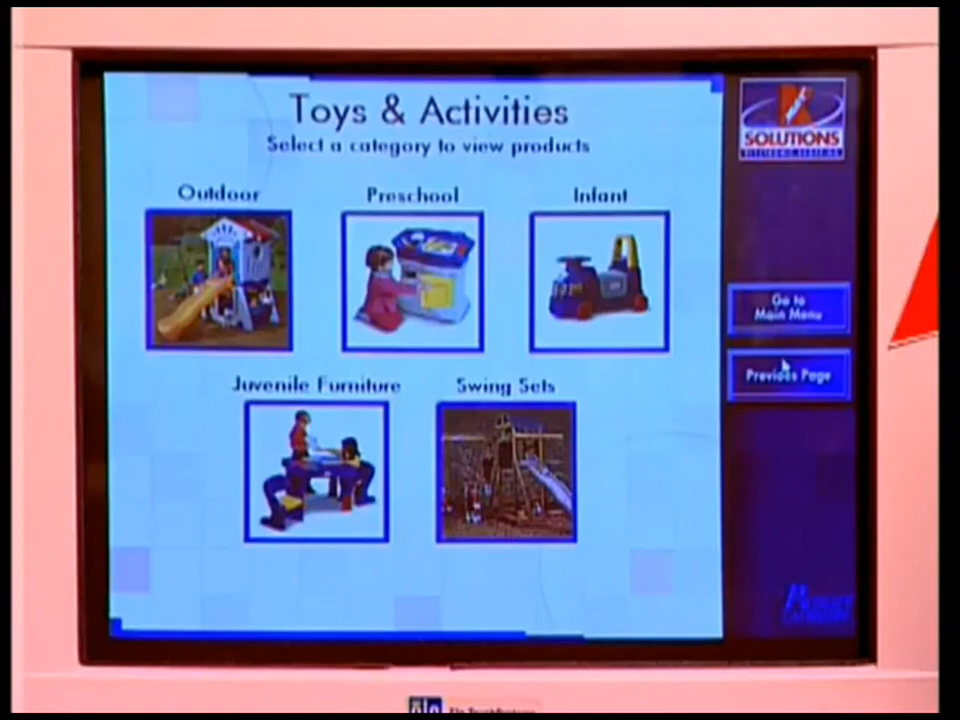 Toys & Activities
Select a category to view products
K
SOLUTIONS
Outdoor
Preschool
Infant
Go to
Main Menu
Previous Page
Juvenile Furniture
Swing Sets
elo